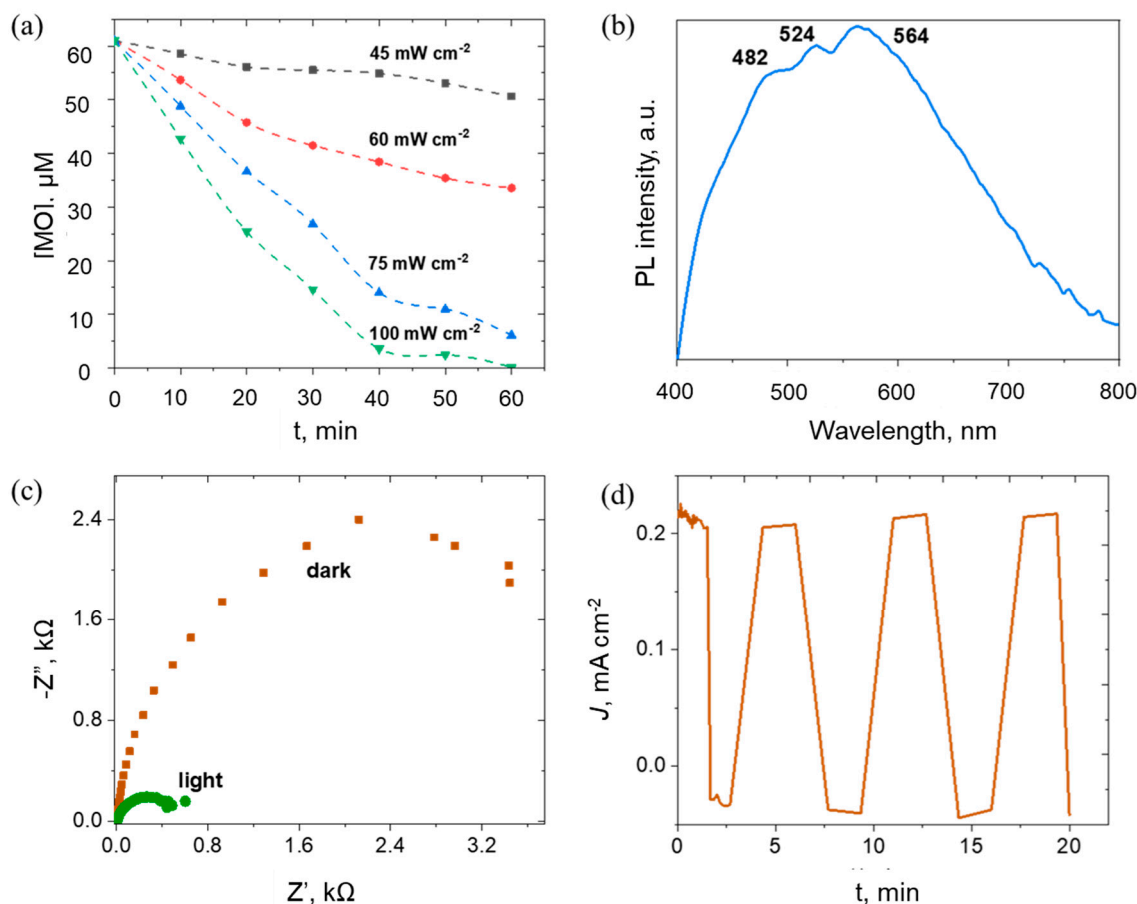 (a)
60
50
40
30
20
10
0
[MO]. μM
45 mW cm⁻²
60 mW cm⁻²
75 mW cm⁻²
100 mW cm⁻²
0 10 20 30 40 50 60
t, min
(b)
482
524
564
PL intensity, a.u.
400 500 600 700 800
Wavelength, nm
(c)
2.4
1.6
0.8
0.0
-Z″, kΩ
dark
light
0.0 0.8 1.6 2.4 3.2
Z’, kΩ
(d)
0.2
0.1
0.0
J, mA cm⁻²
0 5 10 15 20
t, min